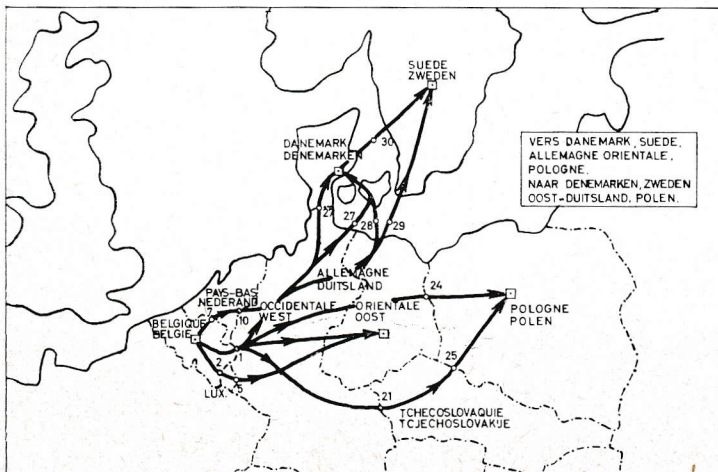 SUEDE
ZWEDEN
DANEMARK
DENEMARKEN
30
VERS DANEMARK, SUEDE,
ALLEMAGNE ORIENTALE,
POLOGNE.
NAAR DENEMARKEN, ZWEDEN
OOST-DUITSLAND, POLEN.
27
27
28
29
ALLEMAGNE
DUITSLAND
PAYS-BAS
NEDERAND
7
10
OCCIDENTALE
WEST
ORIENTALE
OOST
24
POLOGNE
POLEN
BELGIQUE
BELGIE
1
2
5
LUX.
25
21
TCHECOSLOVAQUIE
TCJECHOSLOVAKIJE